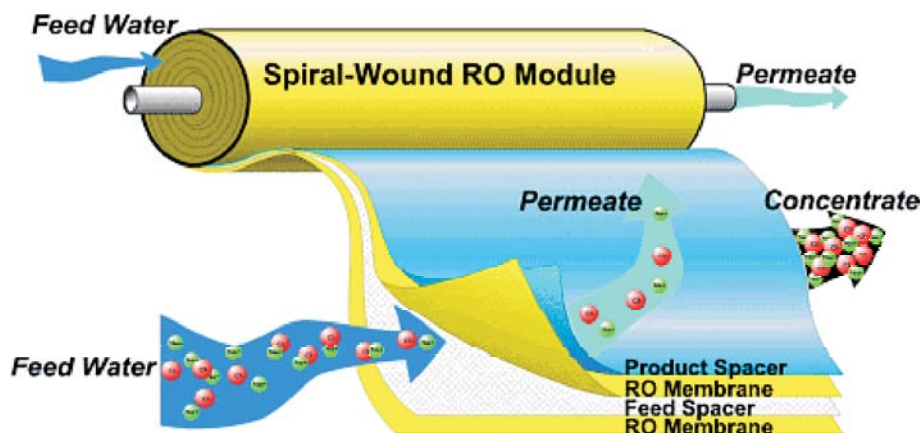 Feed Water
Spiral-Wound RO Module
Permeate
Permeate
Concentrate
Feed Water
Product Spacer
RO Membrane
Feed Spacer
RO Membrane